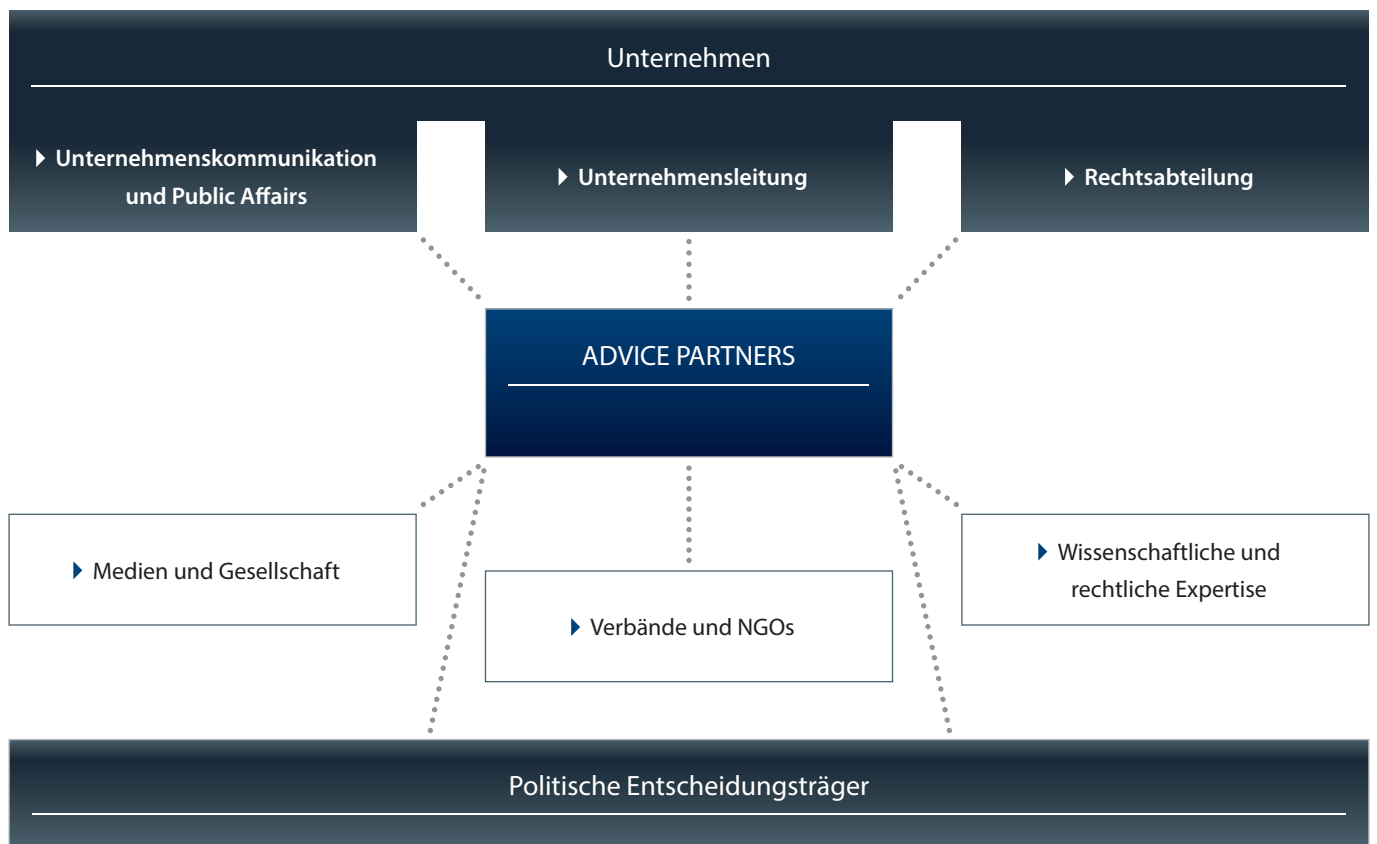 Unternehmen
Unternehmenskommunikation
und Public Affairs
Unternehmensleitung
Rechtsabteilung
ADVICE PARTNERS
Medien und Gesellschaft
Verbände und NGOs
Wissenschaftliche und
rechtliche Expertise
Politische Entscheidungsträger